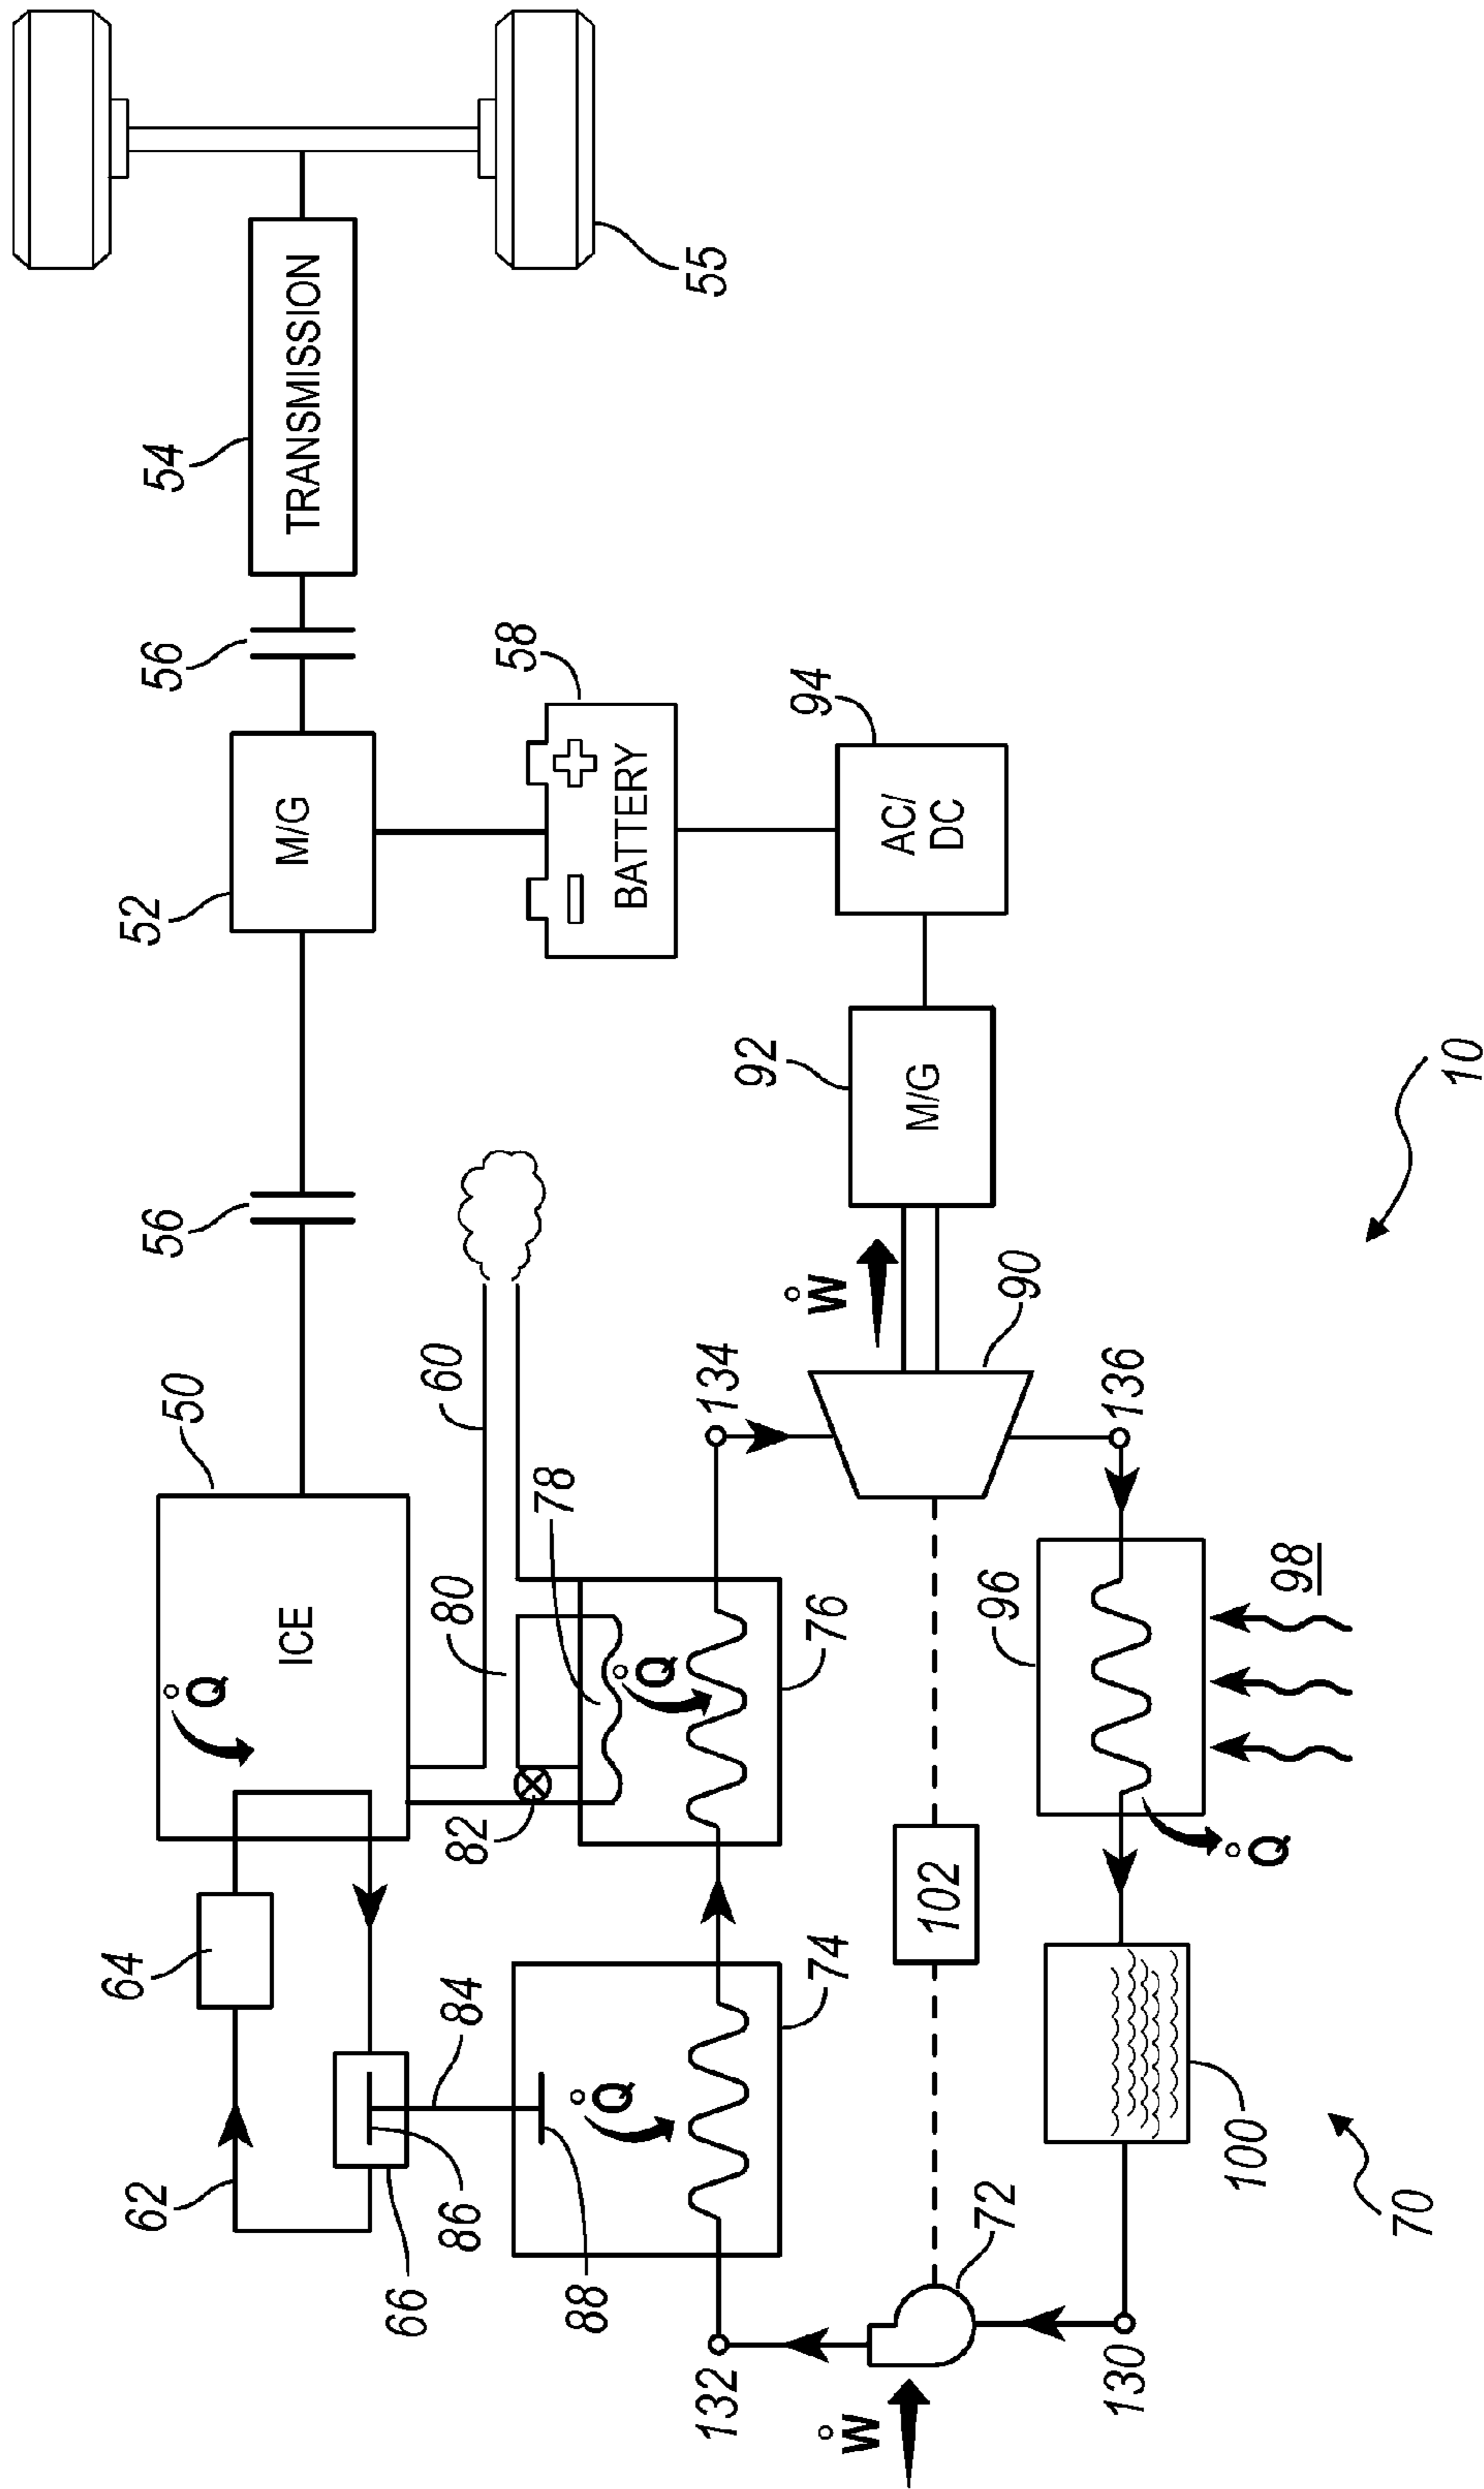 62 64 56 52 56 54
50
Q̊
ICE M/G TRANSMISSION
66 86 84 82 80 60 58
− +
88 78
Q̊ Q̊ BATTERY
55
132 134 92
74 76 W̊ 94
W̊ AC/
102 M/G DC
72 96 90
130 136
100 Q̊ 98
70 10